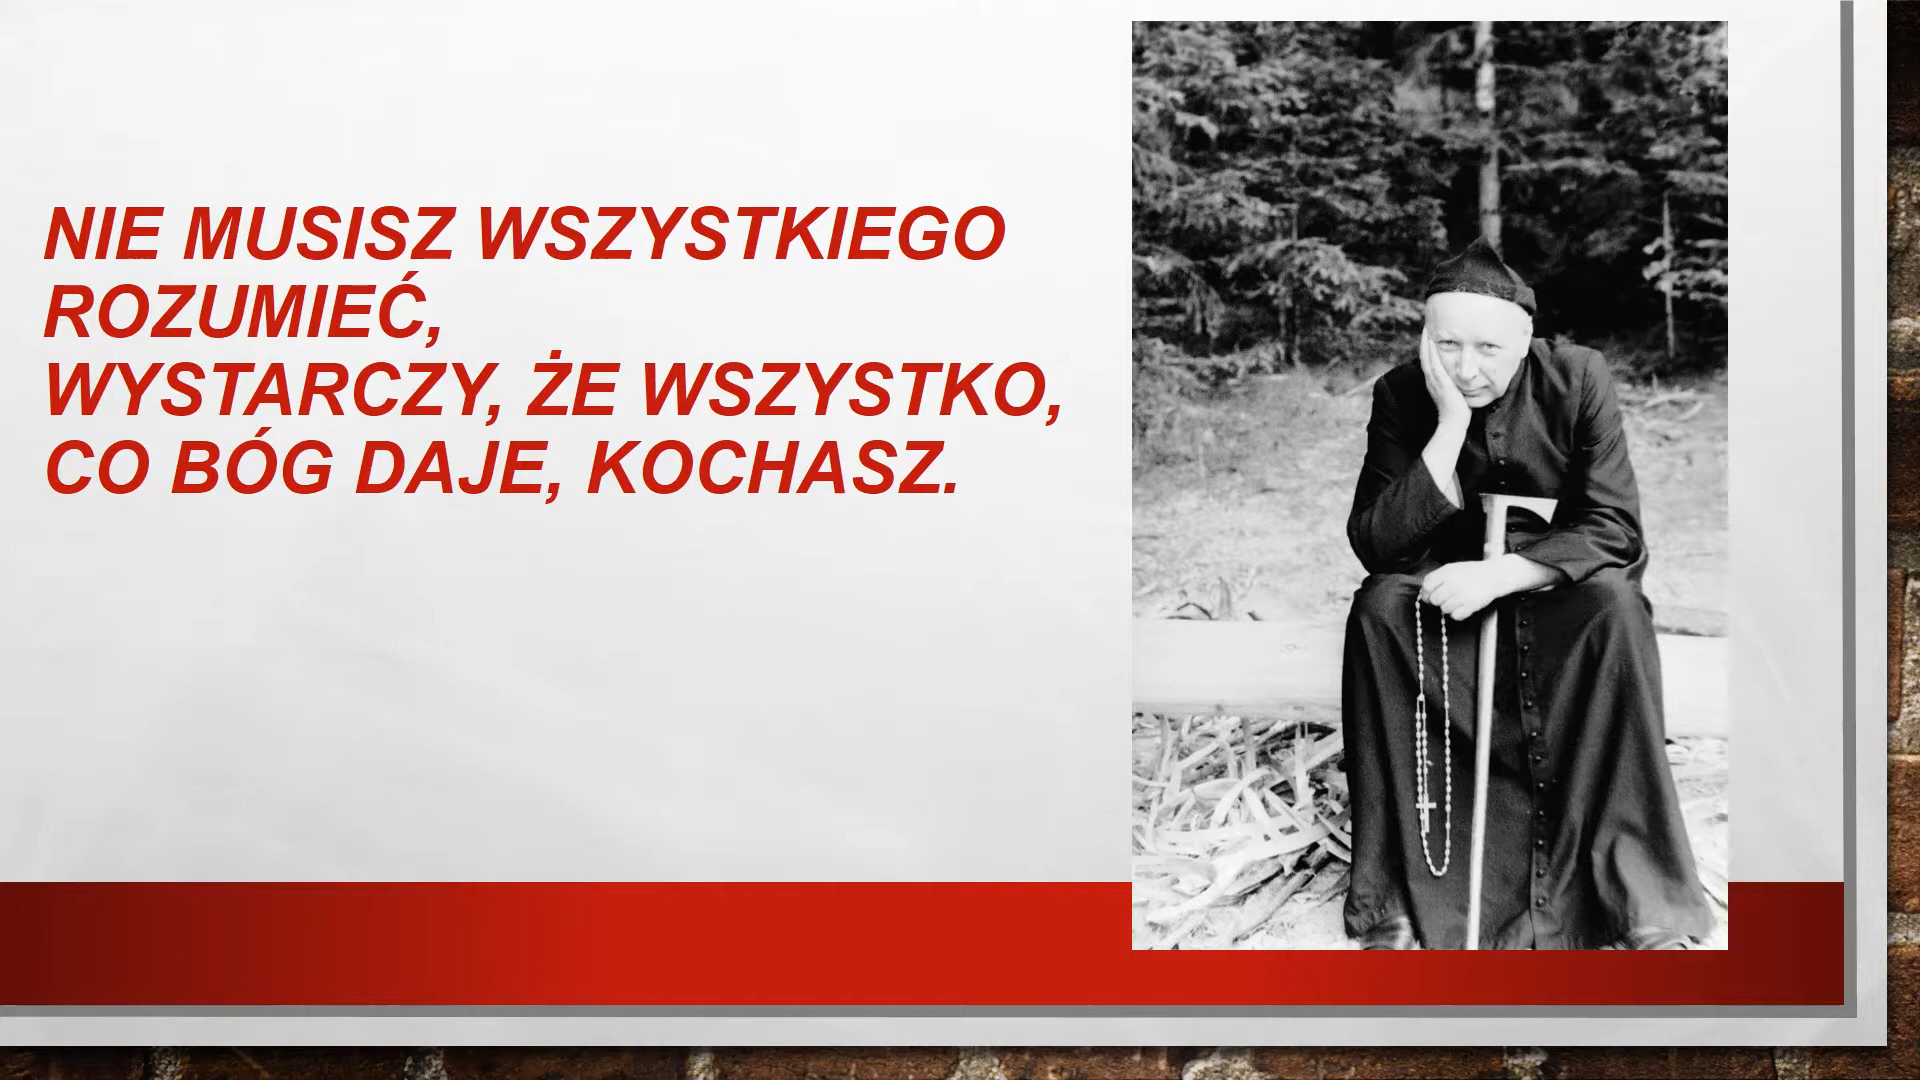 NIE MUSISZ WSZYSTKIEGO
ROZUMIEĆ,
WYSTARCZY, ŻE WSZYSTKO,
CO BÓG DAJE, KOCHASZ.